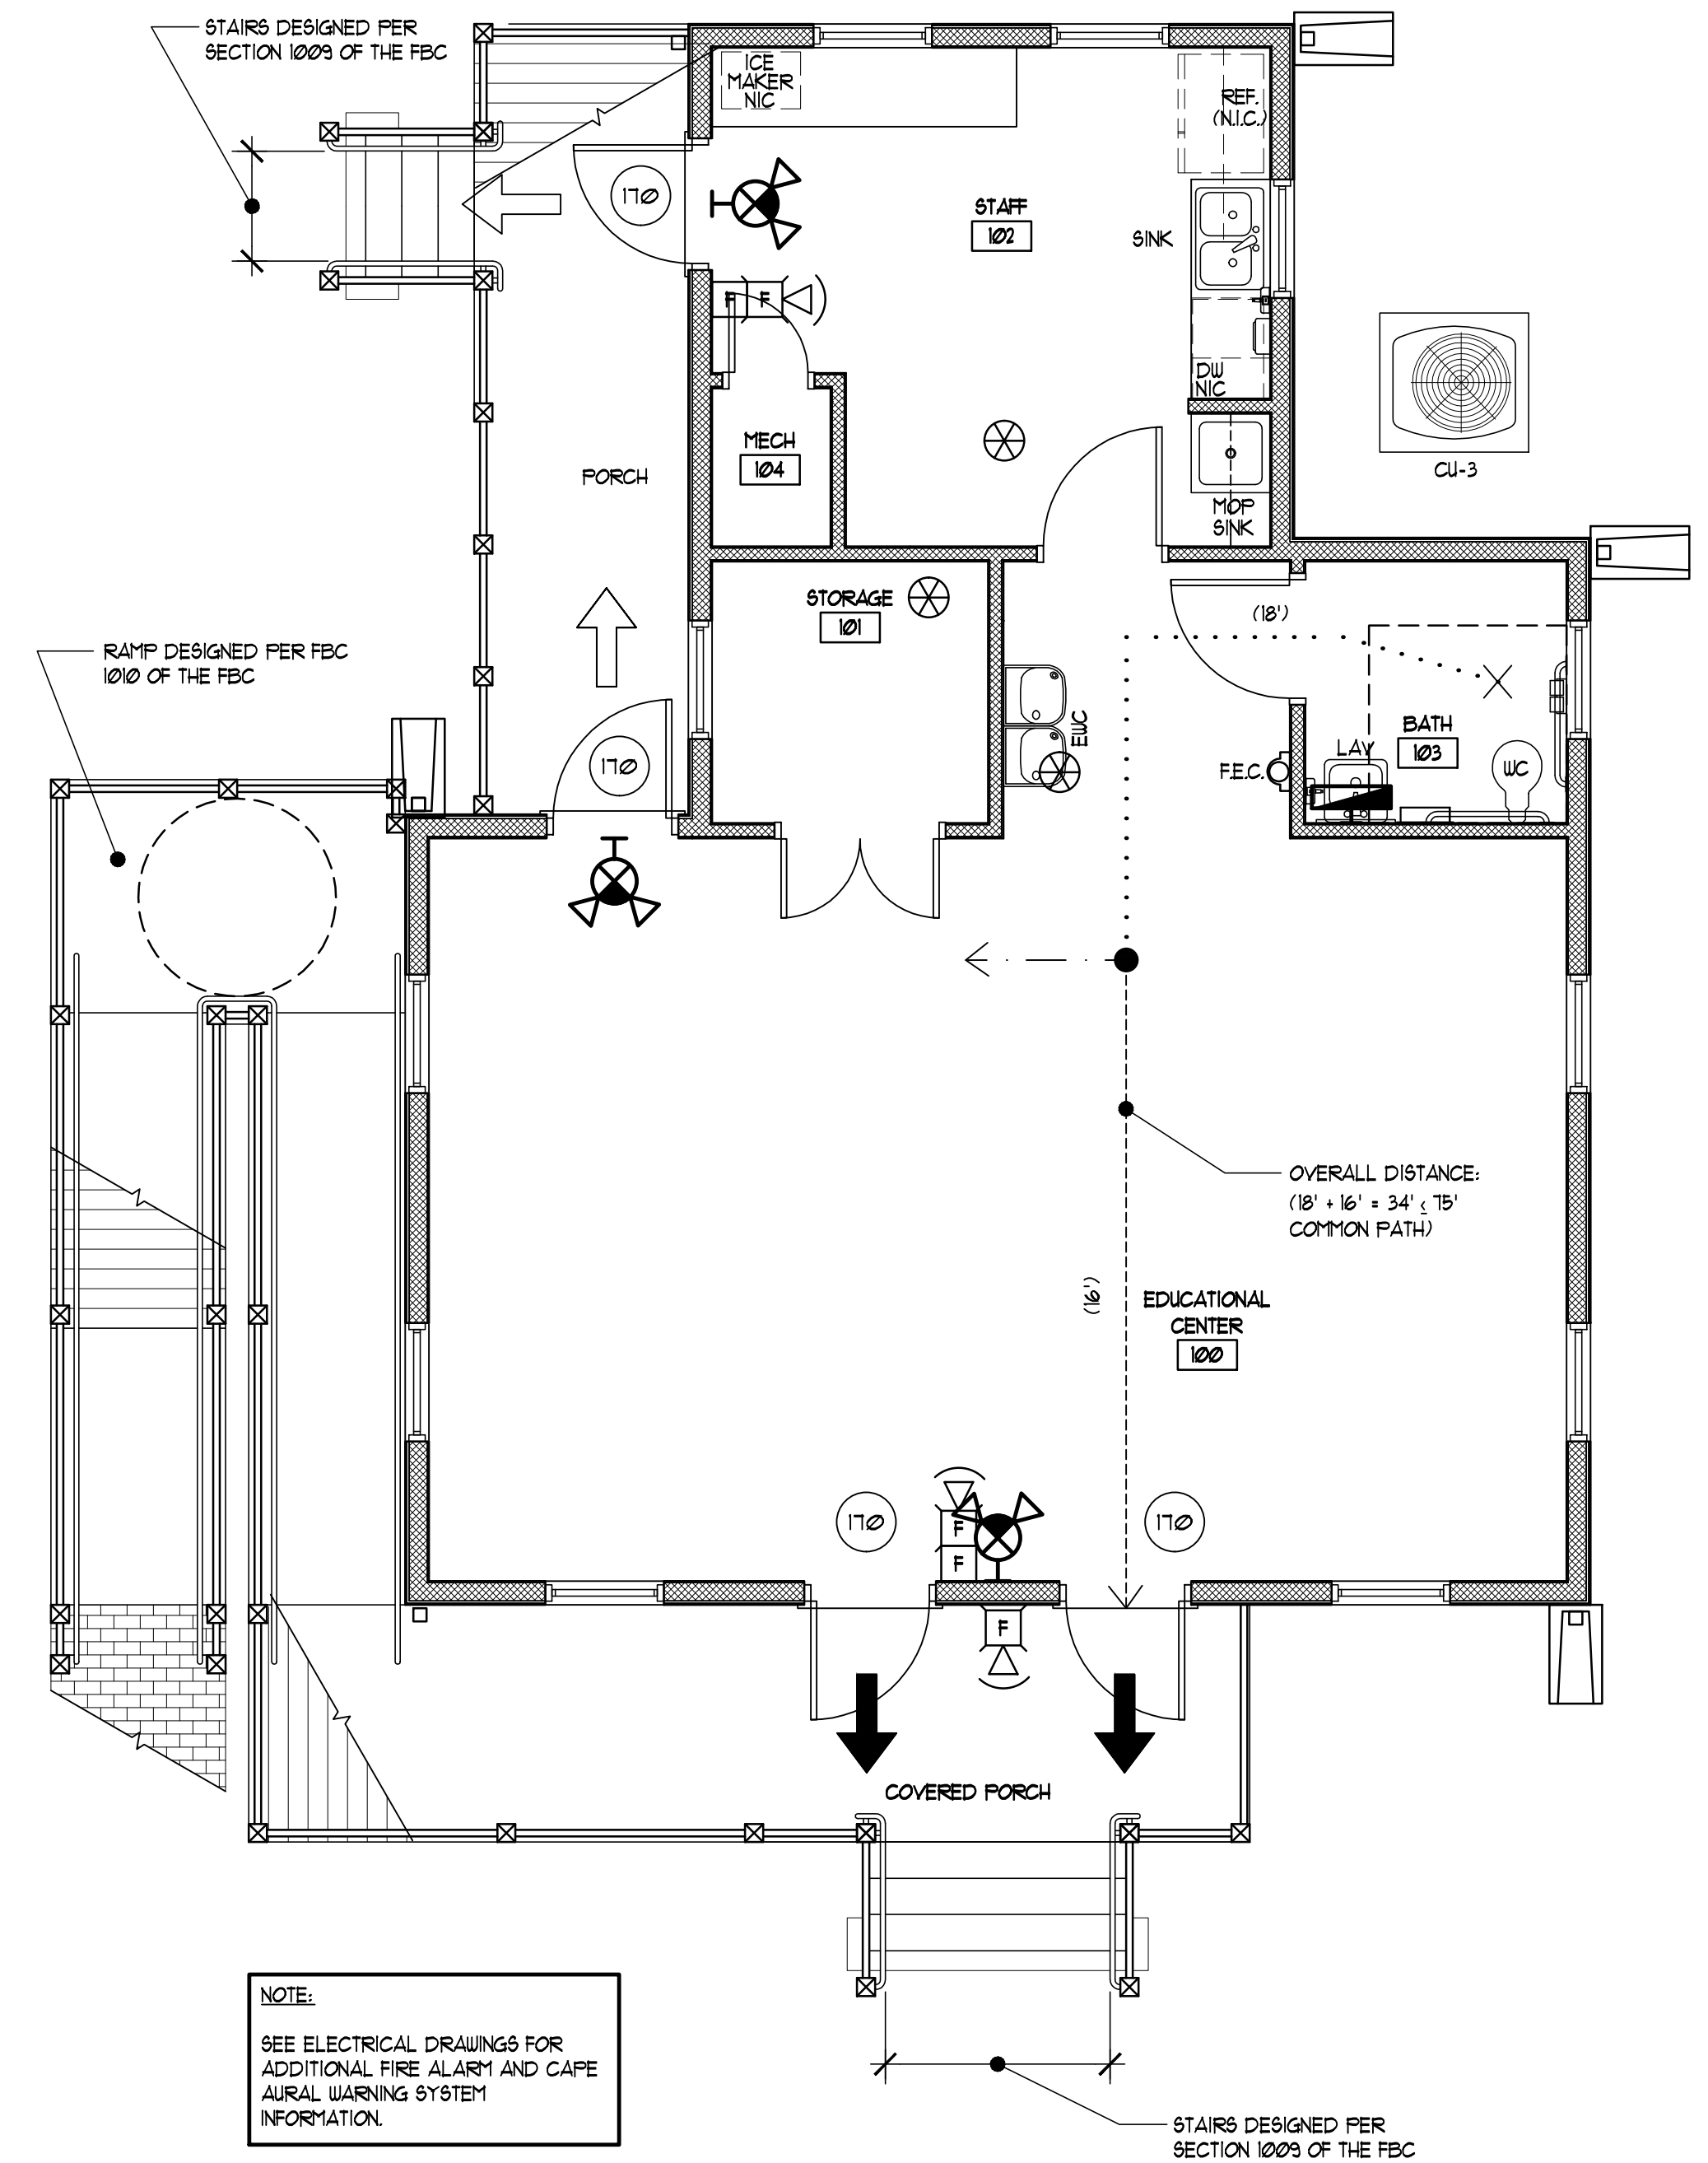 STAIRS DESIGNED PER
SECTION 1009 OF THE FBC
ICE
MAKER
NIC
REF.
(N.I.C.)
170
STAFF
102
SINK
F F
DW
NIC
MECH
104
PORCH
CU-3
MOP
SINK
STORAGE
101
(18')
RAMP DESIGNED PER FBC
1010 OF THE FBC
EWC
BATH
103
LAV
WC
F.E.C.
170
OVERALL DISTANCE:
(18' + 16' = 34' ≤ 75'
COMMON PATH)
(16')
EDUCATIONAL
CENTER
100
170
F
F
170
F
COVERED PORCH
NOTE:
SEE ELECTRICAL DRAWINGS FOR
ADDITIONAL FIRE ALARM AND CAPE
AURAL WARNING SYSTEM
INFORMATION.
STAIRS DESIGNED PER
SECTION 1009 OF THE FBC